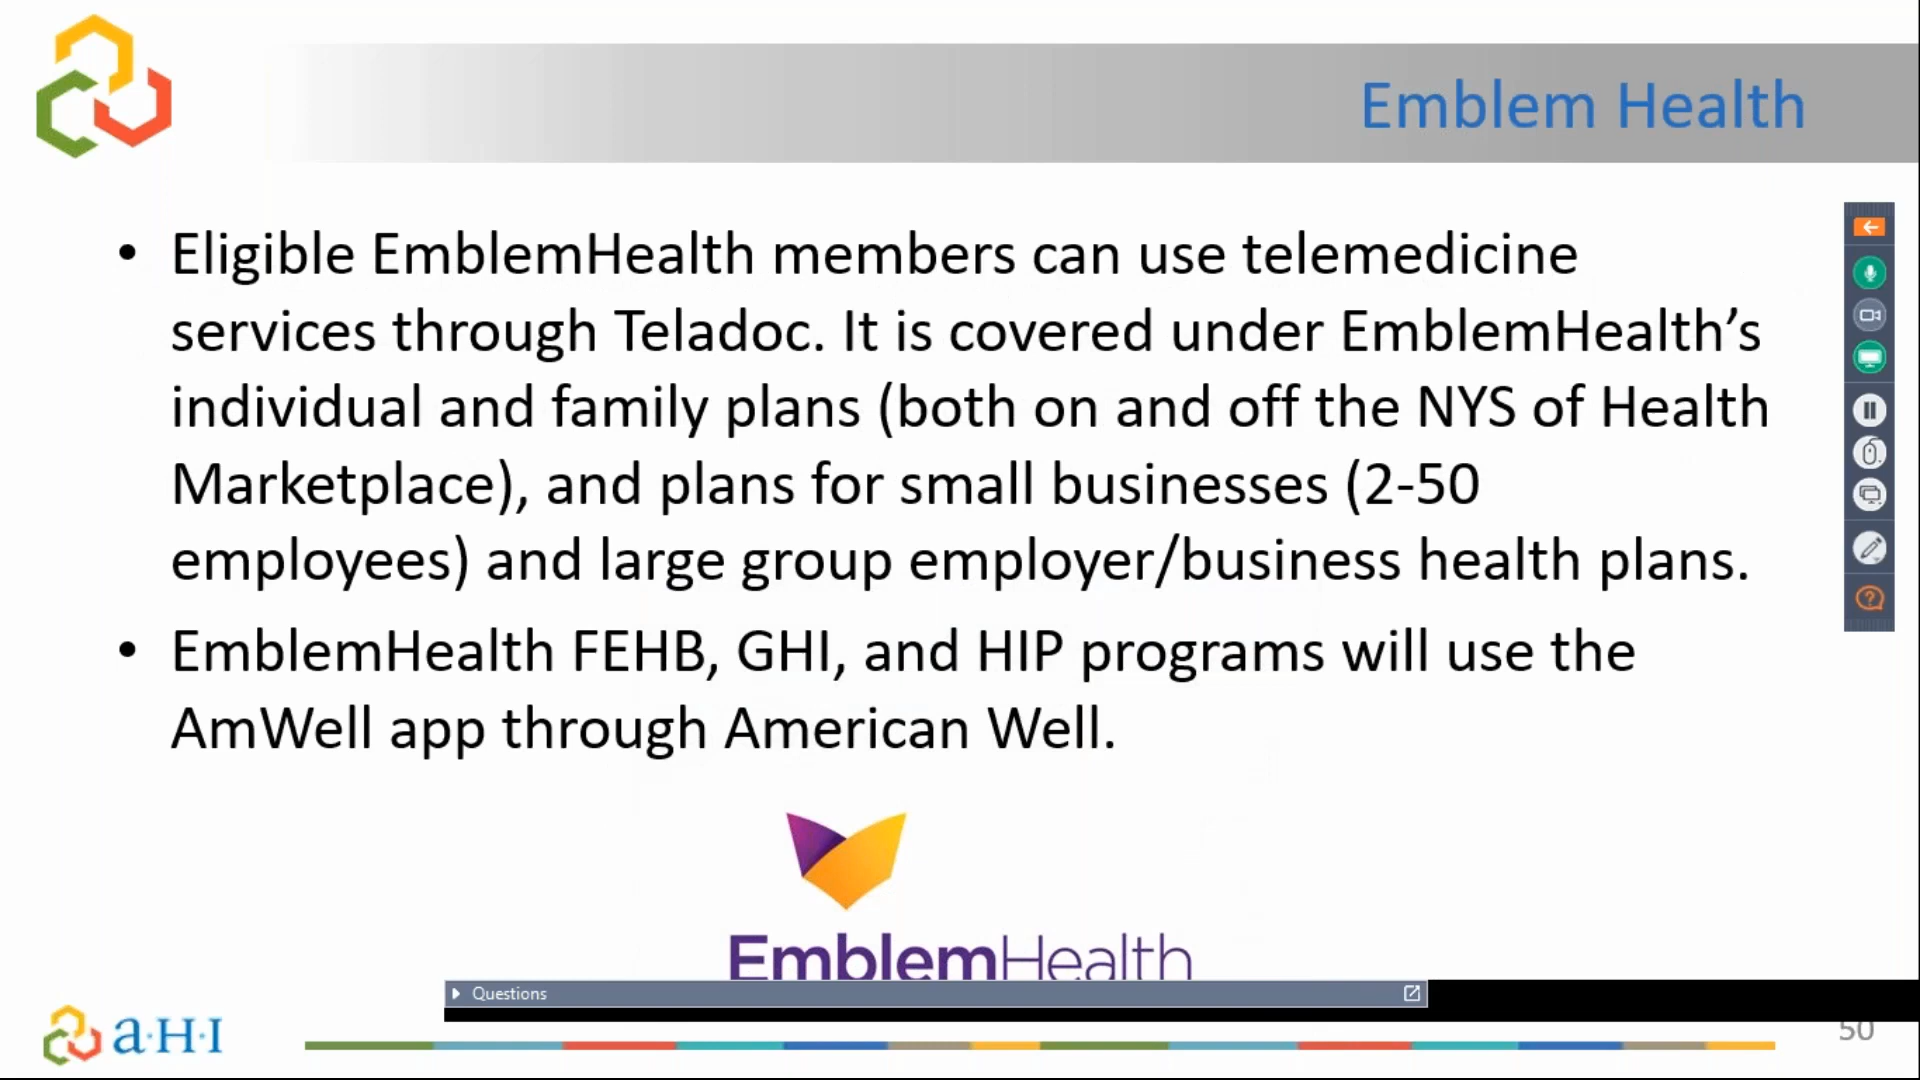 Emblem Health
• Eligible EmblemHealth members can use telemedicine
services through Teladoc. It is covered under EmblemHealth’s
individual and family plans (both on and off the NYS of Health
Marketplace), and plans for small businesses (2-50
employees) and large group employer/business health plans.
• EmblemHealth FEHB, GHI, and HIP programs will use the
AmWell app through American Well.
EmblemHealth
Questions
a·H·I
50